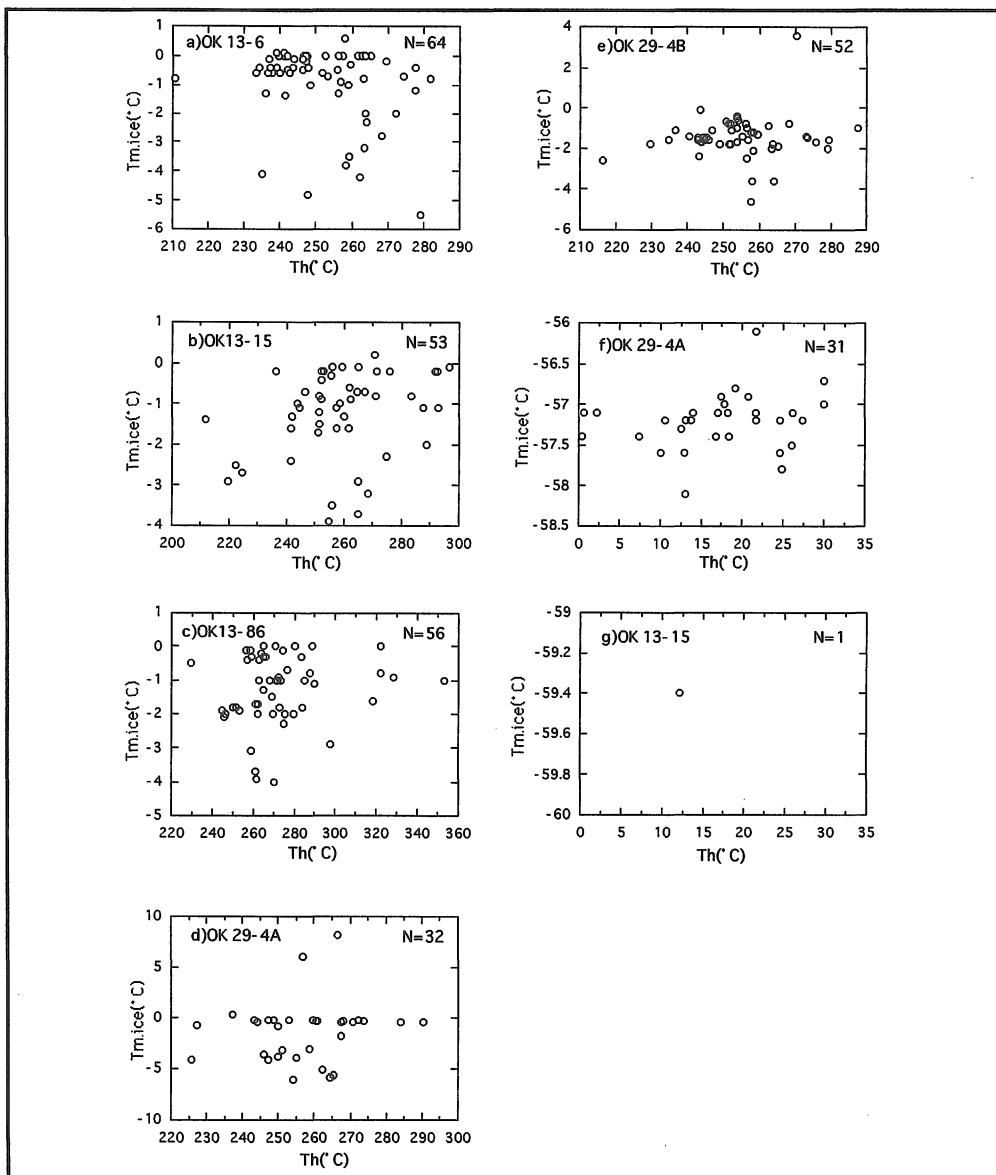 a)OK 13-6
N=64
1
0
-1
-2
-3
-4
-5
-6
Tm.ice(°C)
210 220 230 240 250 260 270 280 290
Th(°C)
b)OK13-15
N=53
1
0
-1
-2
-3
-4
Tm.ice(°C)
200 220 240 260 280 300
Th(°C)
c)OK13-86
N=56
1
0
-1
-2
-3
-4
-5
Tm.ice(°C)
220 240 260 280 300 320 340 360
Th(°C)
d)OK 29-4A
N=32
10
5
0
-5
-10
Tm.ice(°C)
220 230 240 250 260 270 280 290 300
Th(°C)
e)OK 29-4B
N=52
4
2
0
-2
-4
-6
Tm.ice(°C)
210 220 230 240 250 260 270 280 290
Th(°C)
f)OK 29-4A
N=31
-56
-56.5
-57
-57.5
-58
-58.5
Tm.ice(°C)
0 5 10 15 20 25 30 35
Th(°C)
g)OK 13-15
N=1
-59
-59.2
-59.4
-59.6
-59.8
-60
Tm.ice(°C)
0 5 10 15 20 25 30 35
Th(°C)